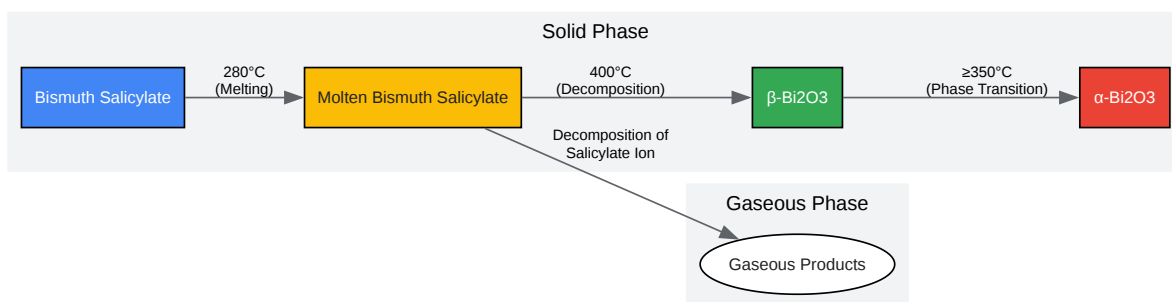 Solid Phase
Bismuth Salicylate
280°C
(Melting)
Molten Bismuth Salicylate
400°C
(Decomposition)
β-Bi2O3
≥350°C
(Phase Transition)
α-Bi2O3
Decomposition of
Salicylate Ion
Gaseous Phase
Gaseous Products